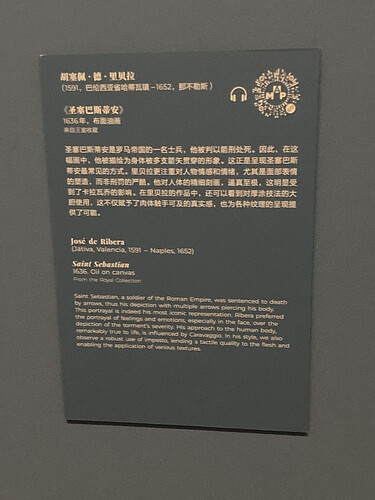 胡塞佩·德·里贝拉
(1591，巴伦西亚省哈蒂瓦镇 – 1652，那不勒斯)
MAP
《圣塞巴斯蒂安》
1636年，布面油画
来自王室收藏
圣塞巴斯蒂安是罗马帝国的一名士兵，他被判以箭刑处死。因此，在这
幅画中，他被描绘为身体被多支箭矢贯穿的形象。这正是呈现圣塞巴斯
蒂安最常见的方式。里贝拉更注重对人物情感和情绪，尤其是面部表情
的塑造，而非刑罚的严酷。他对人体的精细刻画，逼真至极，这明显受
到了卡拉瓦乔的影响。在里贝拉的作品中，还可以看到对厚涂技法的大
胆使用，这不仅赋予了肉体触手可及的真实感，也为各种纹理的呈现提
供了可能。
José de Ribera
(Játiva, Valencia, 1591 – Naples, 1652)
Saint Sebastian
1636. Oil on canvas
From the Royal Collection
Saint Sebastian, a soldier of the Roman Empire, was sentenced to death
by arrows, thus his depiction with multiple arrows piercing his body.
This portrayal is indeed his most iconic representation. Ribera preferred
the portrayal of feelings and emotions, especially in the face, over the
depiction of the torment's severity. His approach to the human body,
remarkably true to life, is influenced by Caravaggio. In his style, we also
observe a robust use of impasto, lending a tactile quality to the flesh and
enabling the application of various textures.